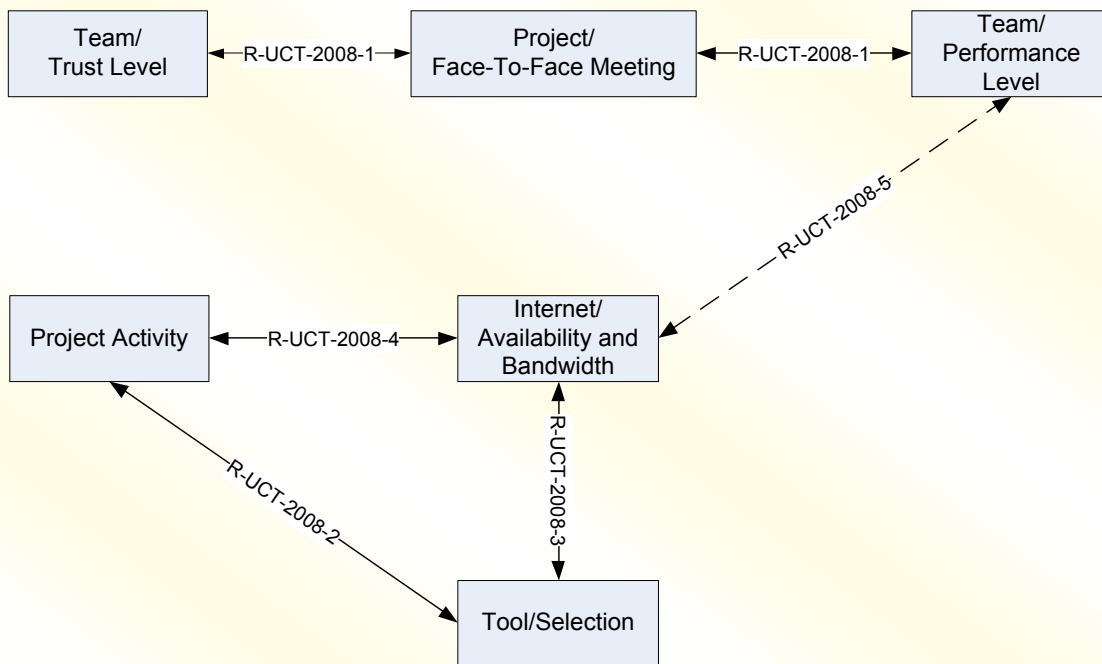 Team/
Trust Level
R-UCT-2008-1
Project/
Face-To-Face Meeting
R-UCT-2008-1
Team/
Performance
Level
R-UCT-2008-5
Project Activity
R-UCT-2008-4
Internet/
Availability and
Bandwidth
R-UCT-2008-2
R-UCT-2008-3
Tool/Selection